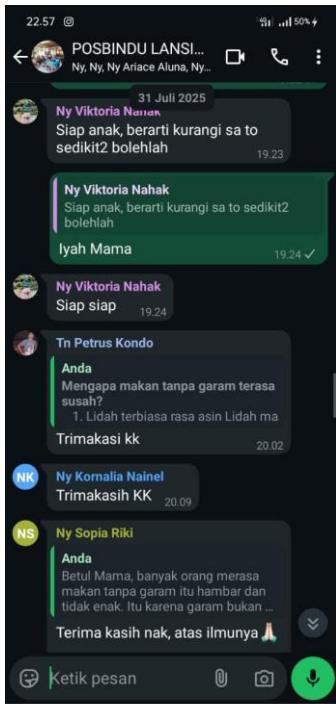 22.57
50%
POSBINDU LANSI...
Ny, Ny, Ny Ariace Aluna, Ny...
31 Juli 2025
Ny Viktoria Nahak
Siap anak, berarti kurangi sa to
sedikit2 bolehlah
19.23
Ny Viktoria Nahak
Siap anak, berarti kurangi sa to sedikit2
bolehlah
Iyah Mama
19.24
Ny Viktoria Nahak
Siap siap
19.24
Tn Petrus Kondo
Anda
Mengapa makan tanpa garam terasa
susah?
1. Lidah terbiasa rasa asin Lidah ma
Trimakasi kk
20.02
NK
Ny Kornalia Nainel
Trimakasih KK
20.09
NS
Ny Sopia Riki
Anda
Betul Mama, banyak orang merasa
makan tanpa garam itu hambar dan
tidak enak. Itu karena garam bukan ...
Terima kasih nak, atas ilmunya 🙏🏻
Ketik pesan